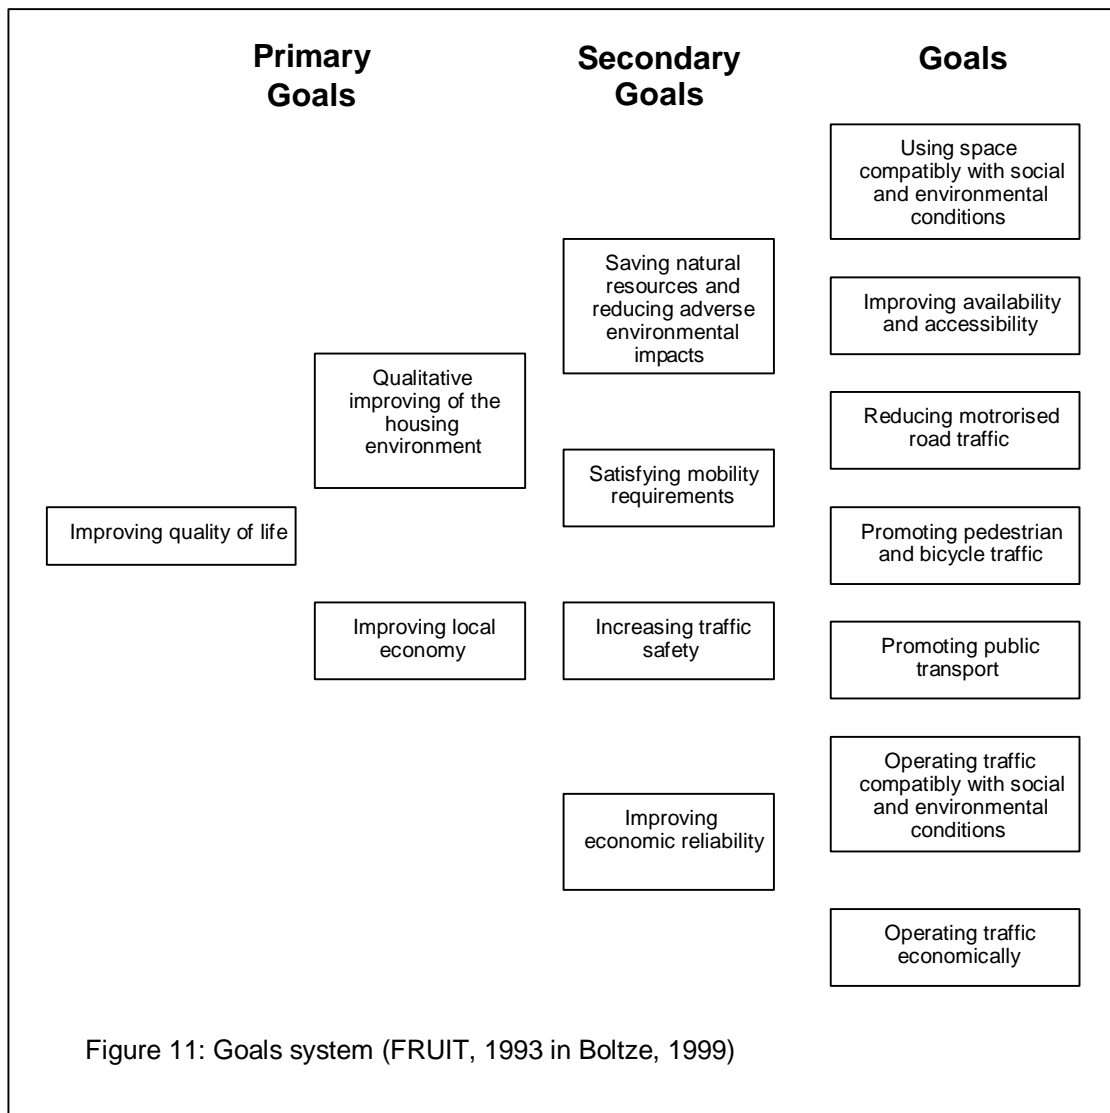 Primary
Goals
Secondary
Goals
Goals
Improving quality of life
Qualitative
improving of the
housing
environment
Improving local
economy
Saving natural
resources and
reducing adverse
environmental
impacts
Satisfying mobility
requirements
Increasing traffic
safety
Improving
economic reliability
Using space
compatibly with social
and environmental
conditions
Improving availability
and accessibility
Reducing motrorised
road traffic
Promoting pedestrian
and bicycle traffic
Promoting public
transport
Operating traffic
compatibly with social
and environmental
conditions
Operating traffic
economically
Figure 11: Goals system (FRUIT, 1993 in Boltze, 1999)